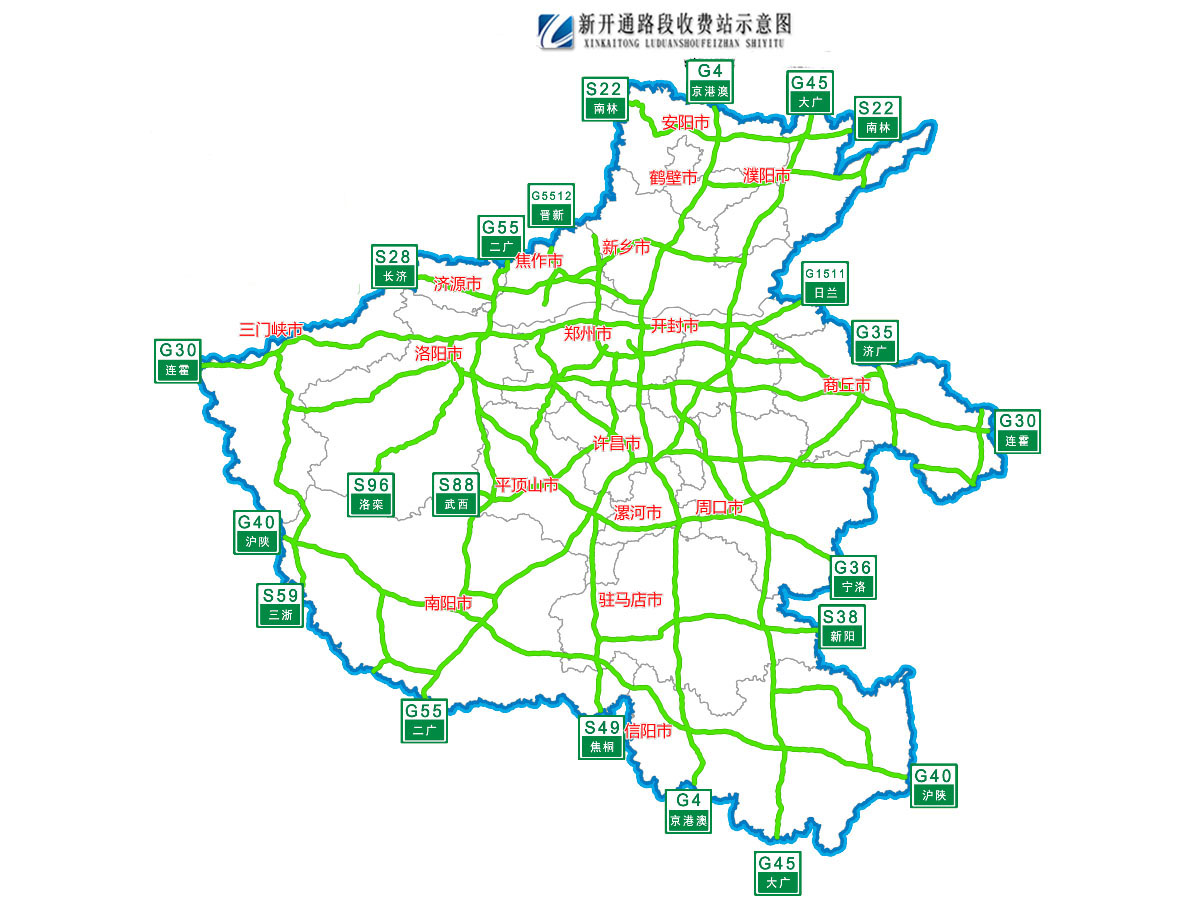 新开通路段收费站示意图
XINKAITONG LUDUANSHOUFEIZHAN SHIYITU
G4
京港澳
G45
大广
S22
南林
S22
南林
安阳市
鹤壁市
濮阳市
G5512
晋新
G55
二广
新乡市
焦作市
S28
长济
济源市
G1511
日兰
三门峡市
郑州市
开封市
G35
济广
G30
连霍
洛阳市
商丘市
G30
连霍
许昌市
S96
洛栾
S88
武西
平顶山市
漯河市
周口市
G40
沪陕
G36
宁洛
S59
三淅
南阳市
驻马店市
S38
新阳
G55
二广
S49
焦桐
信阳市
G40
沪陕
G4
京港澳
G45
大广